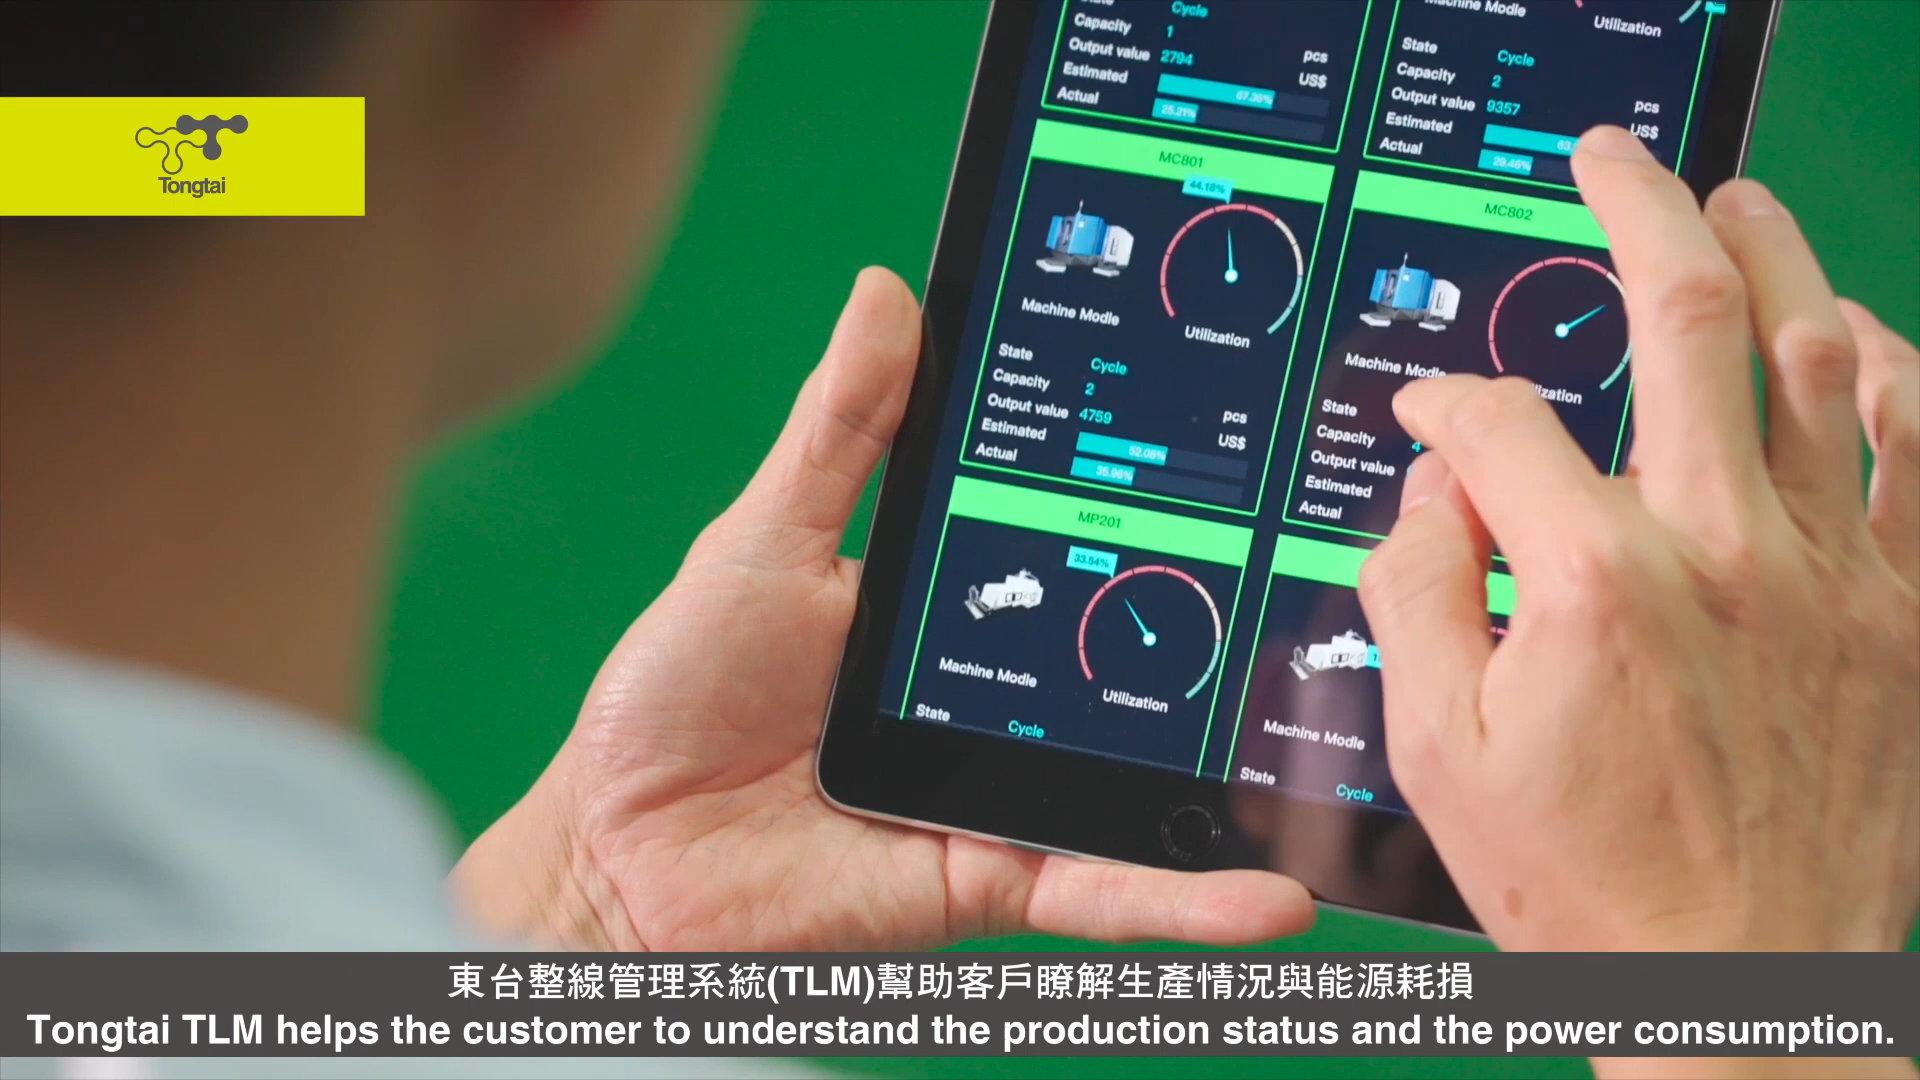 State
Cycle
Capacity
1
Output value
2794
pcs
Estimated
67.36%
US$
Actual
25.21%
Machine Modle
Utilization
State
Cycle
Capacity
2
Output value
9357
pcs
Estimated
US$
Actual
29.46%
Tongtai
MC801
44.18%
Machine Modle
Utilization
State
Cycle
Capacity
2
Output value
4759
pcs
Estimated
52.08%
US$
Actual
35.96%
MC802
Machine Modle
State
Capacity
4
Output value
Estimated
Actual
MP201
33.54%
Machine Modle
Utilization
State
Cycle
Machine Modle
State
Cycle
東台整線管理系統(TLM)幫助客戶瞭解生產情況與能源耗損
Tongtai TLM helps the customer to understand the production status and the power consumption.